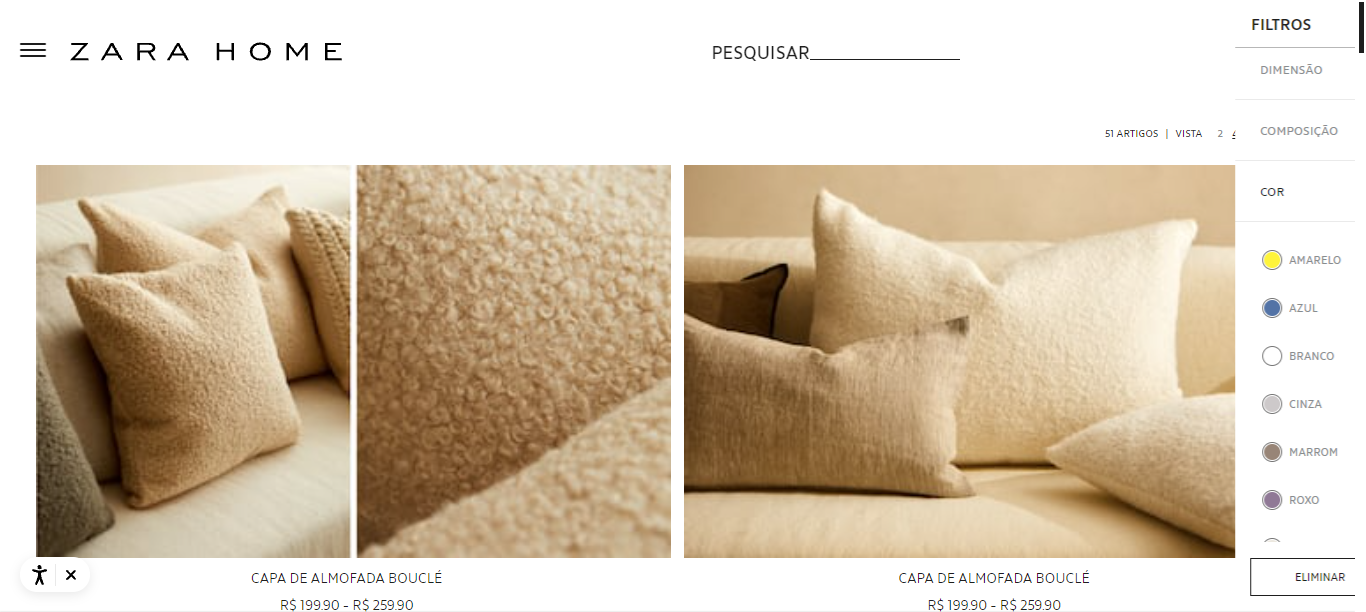 ZARA HOME
PESQUISAR
51 ARTIGOS | VISTA 2
CAPA DE ALMOFADA BOUCLÉ
R$ 199.90 - R$ 259.90
CAPA DE ALMOFADA BOUCLÉ
R$ 199.90 - R$ 259.90
FILTROS
DIMENSÃO
COMPOSIÇÃO
COR
AMARELO
AZUL
BRANCO
CINZA
MARROM
ROXO
ELIMINAR